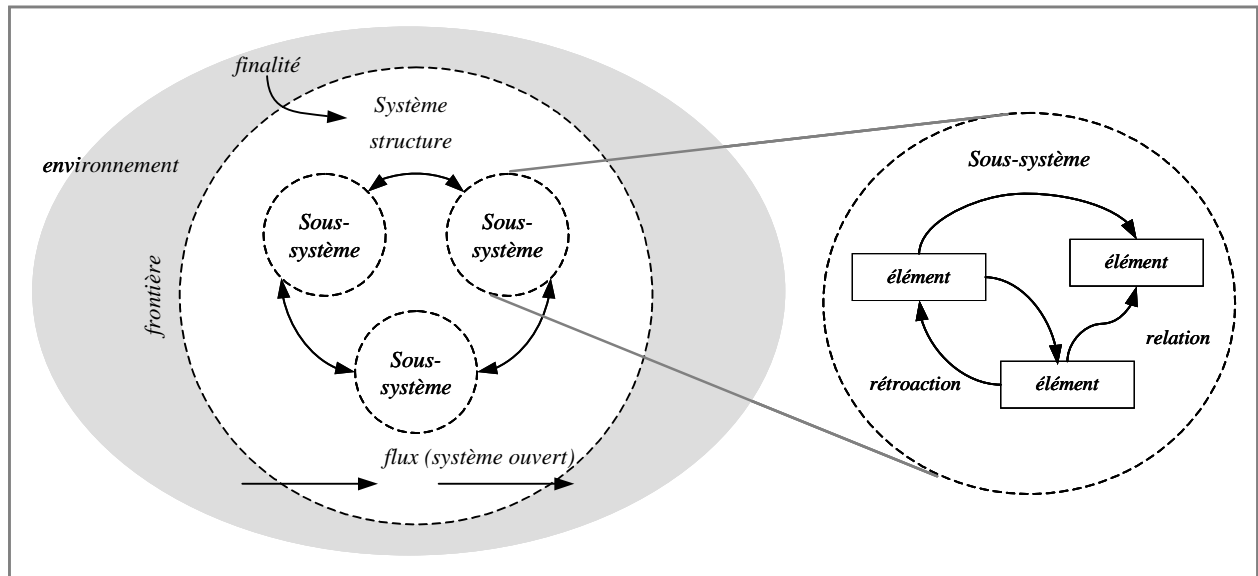 finalité
Système
structure
environnement
Sous-
système
Sous-
système
frontière
Sous-
système
flux (système ouvert)
Sous-système
élément
élément
relation
rétroaction
élément